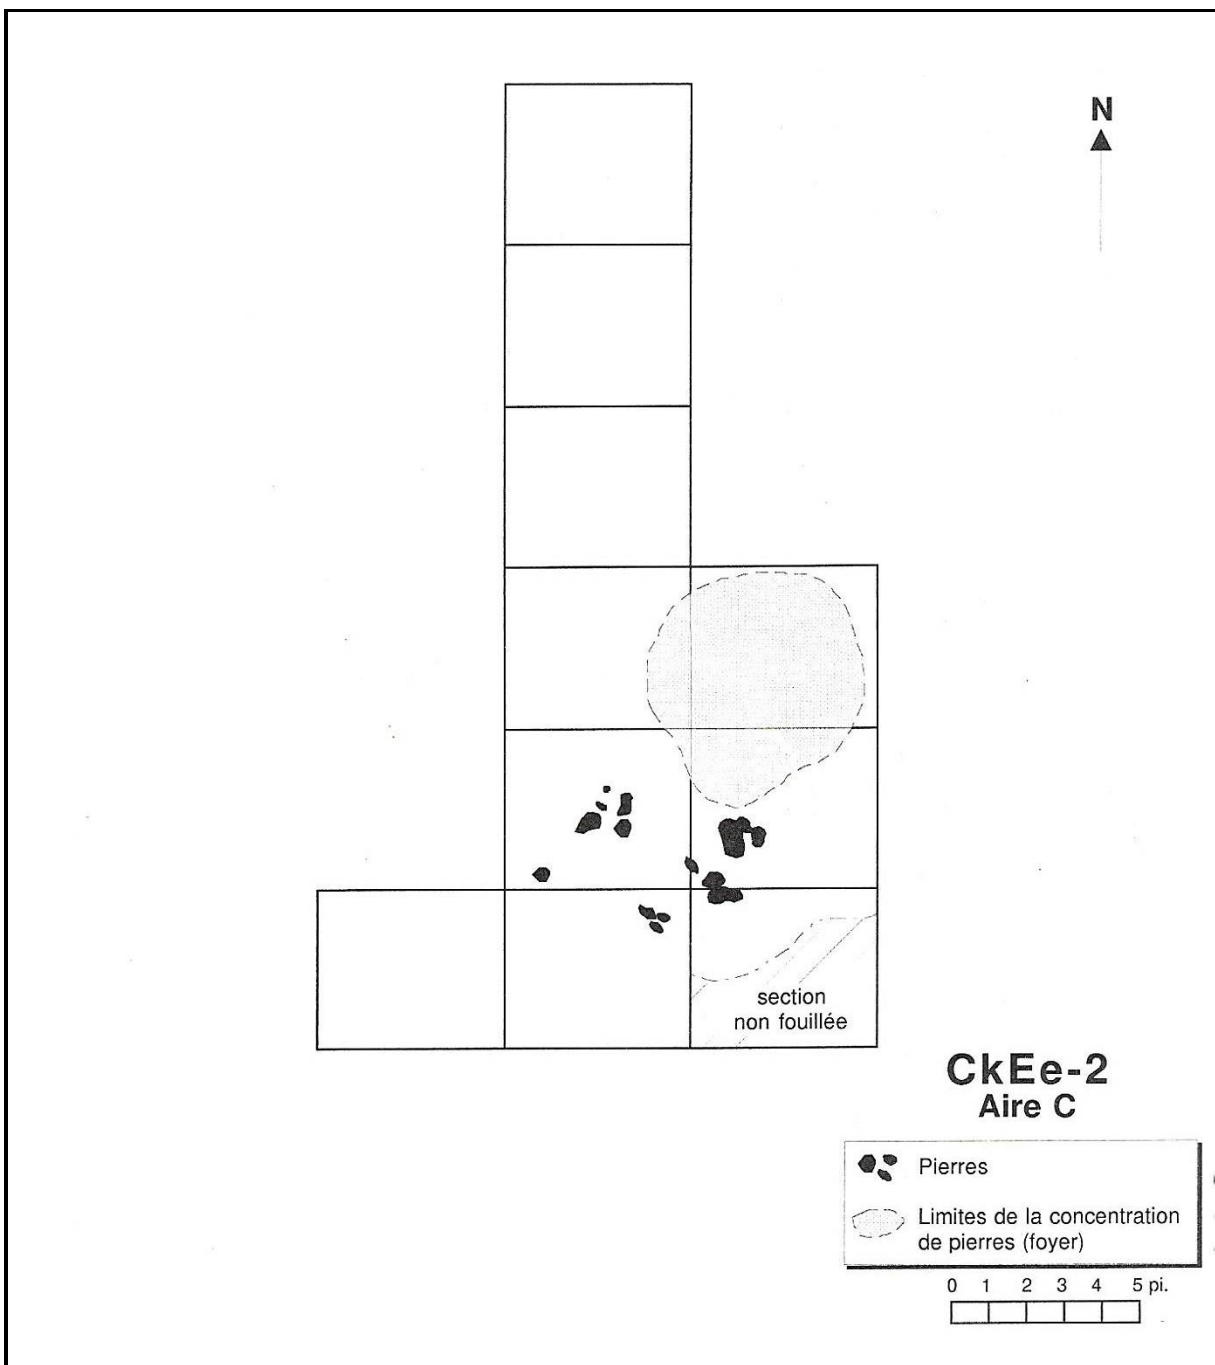 N
section
non fouillée
CkEe-2
Aire C
Pierres
Limites de la concentration
de pierres (foyer)
0 1 2 3 4 5 pi.